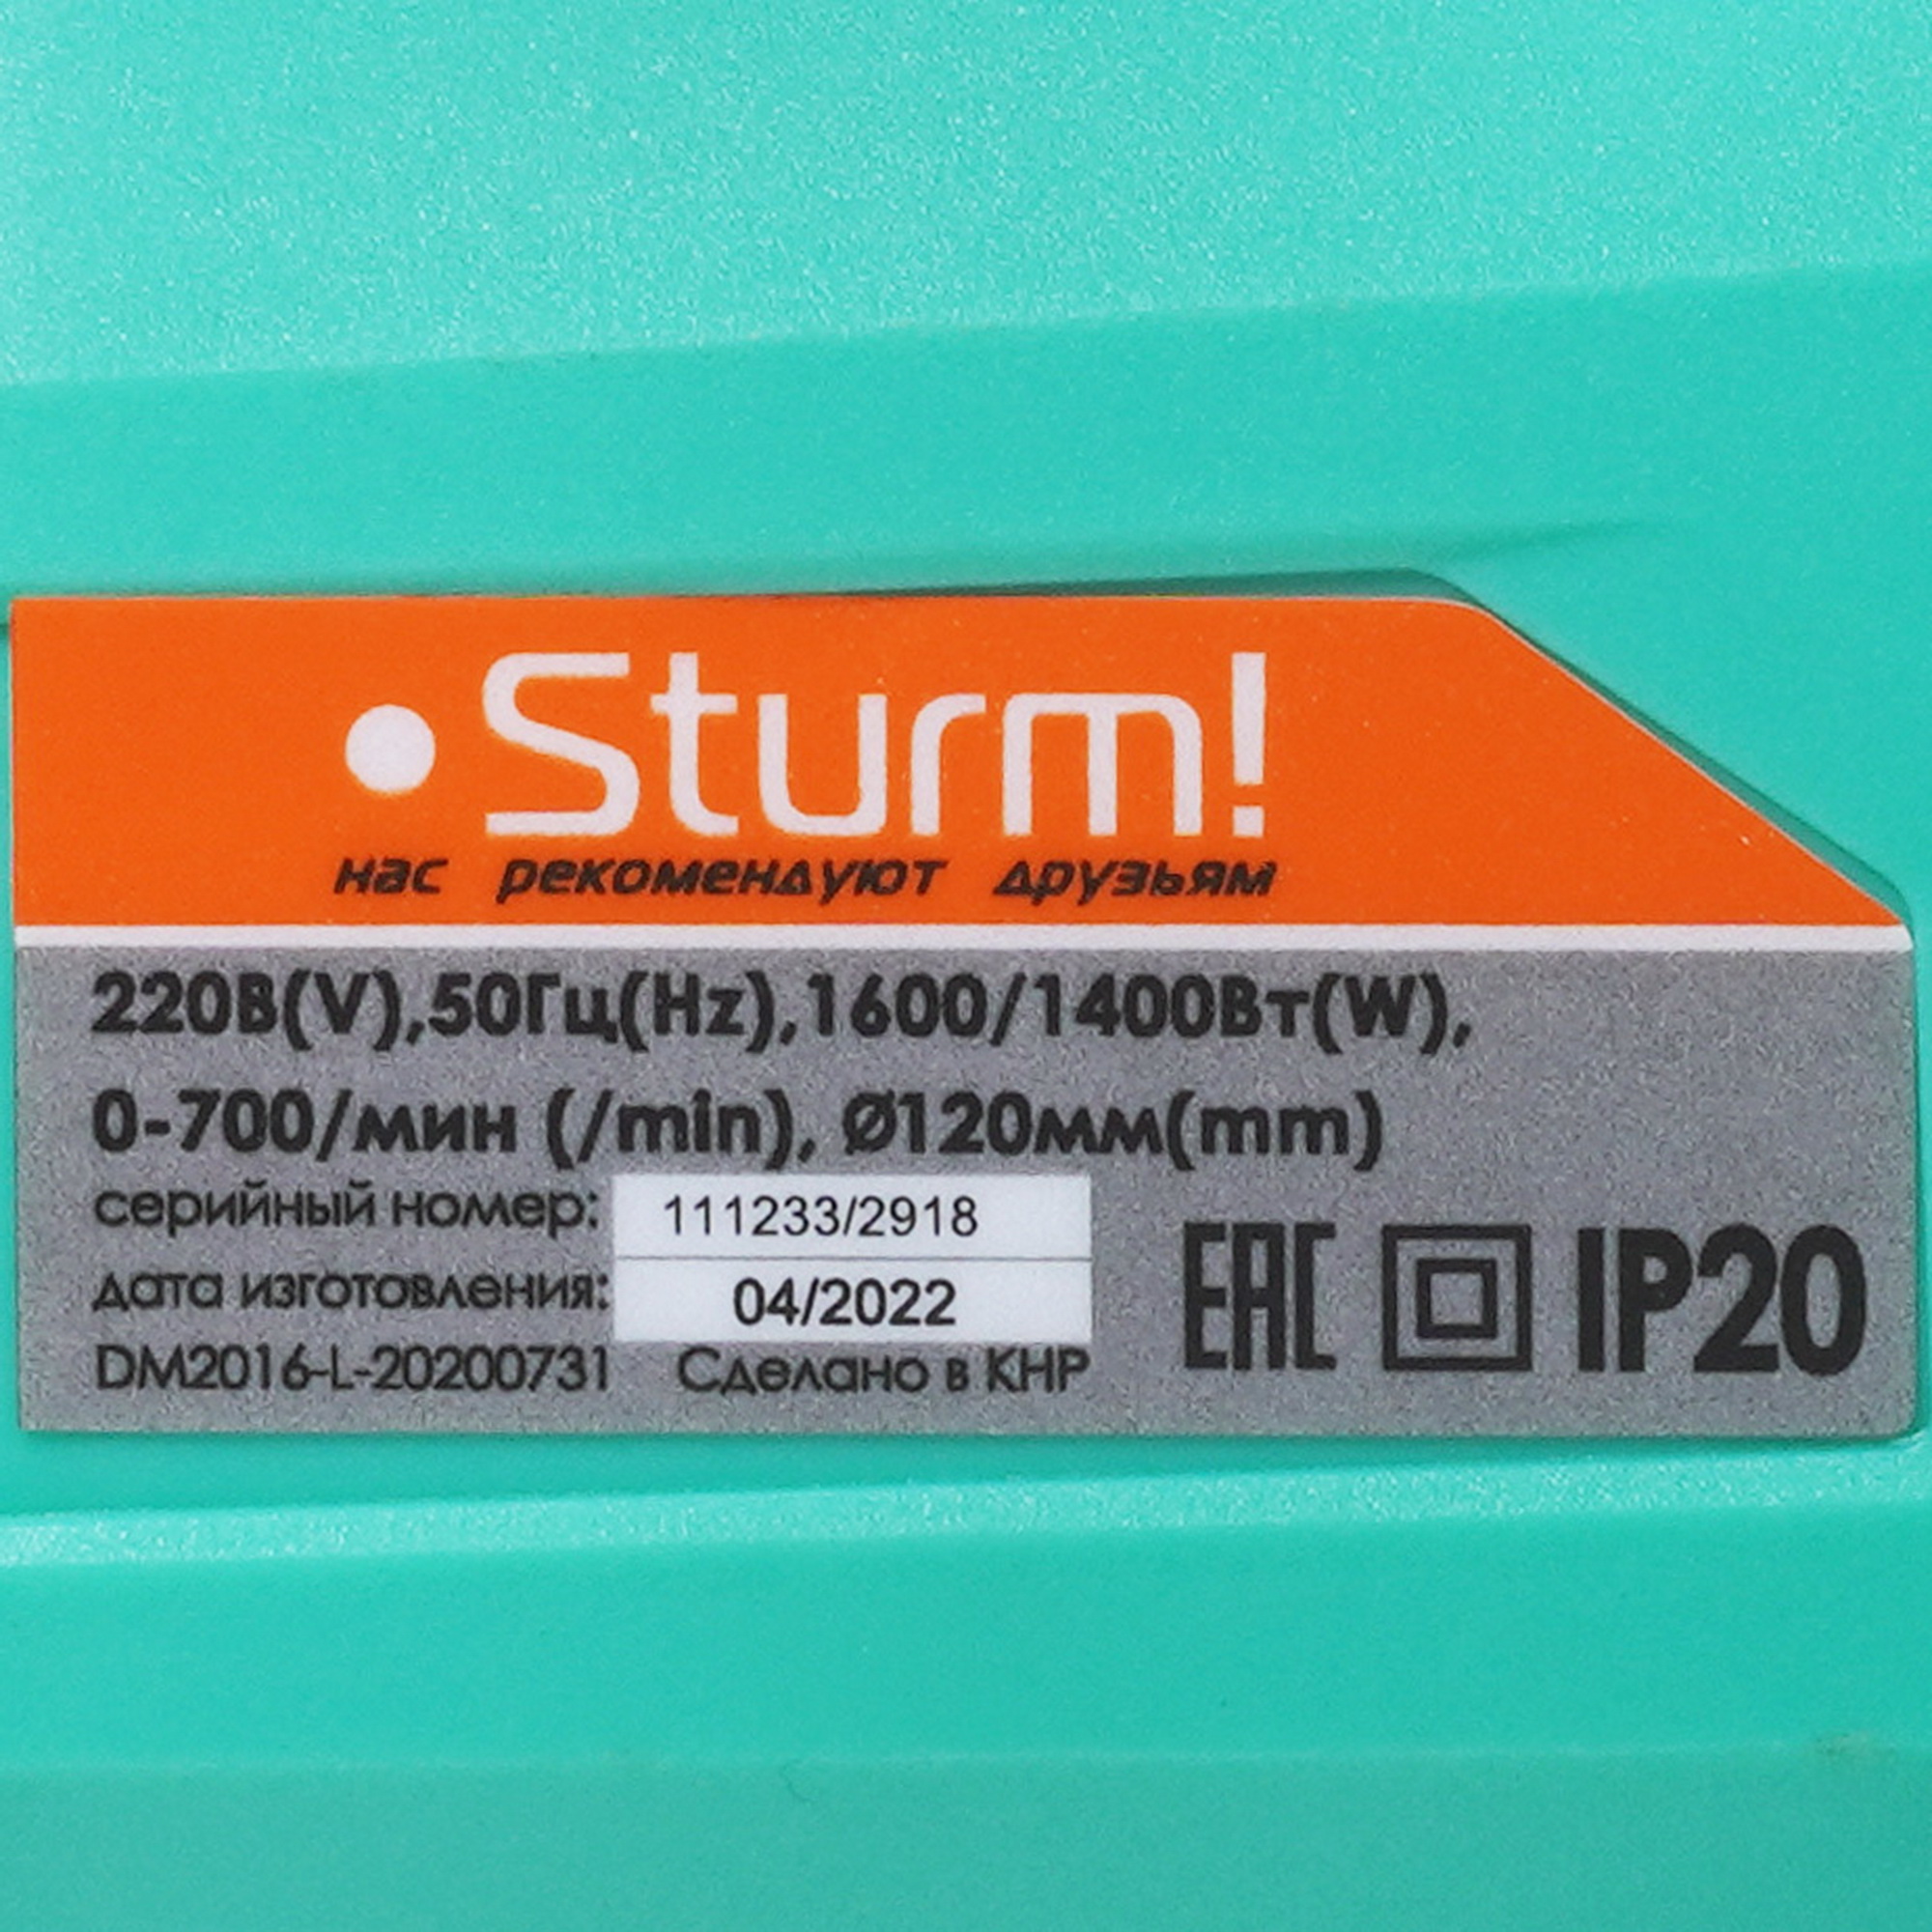 Sturm!
нас рекомендуют друзьям
220В(V),50Гц(Hz),1600/1400Вт(W),
0-700/мин (/min), Ø120мм(mm)
серийный номер: 111233/2918
дата изготовления: 04/2022
DM2016-L-20200731 Сделано в КНР
EAC IP20